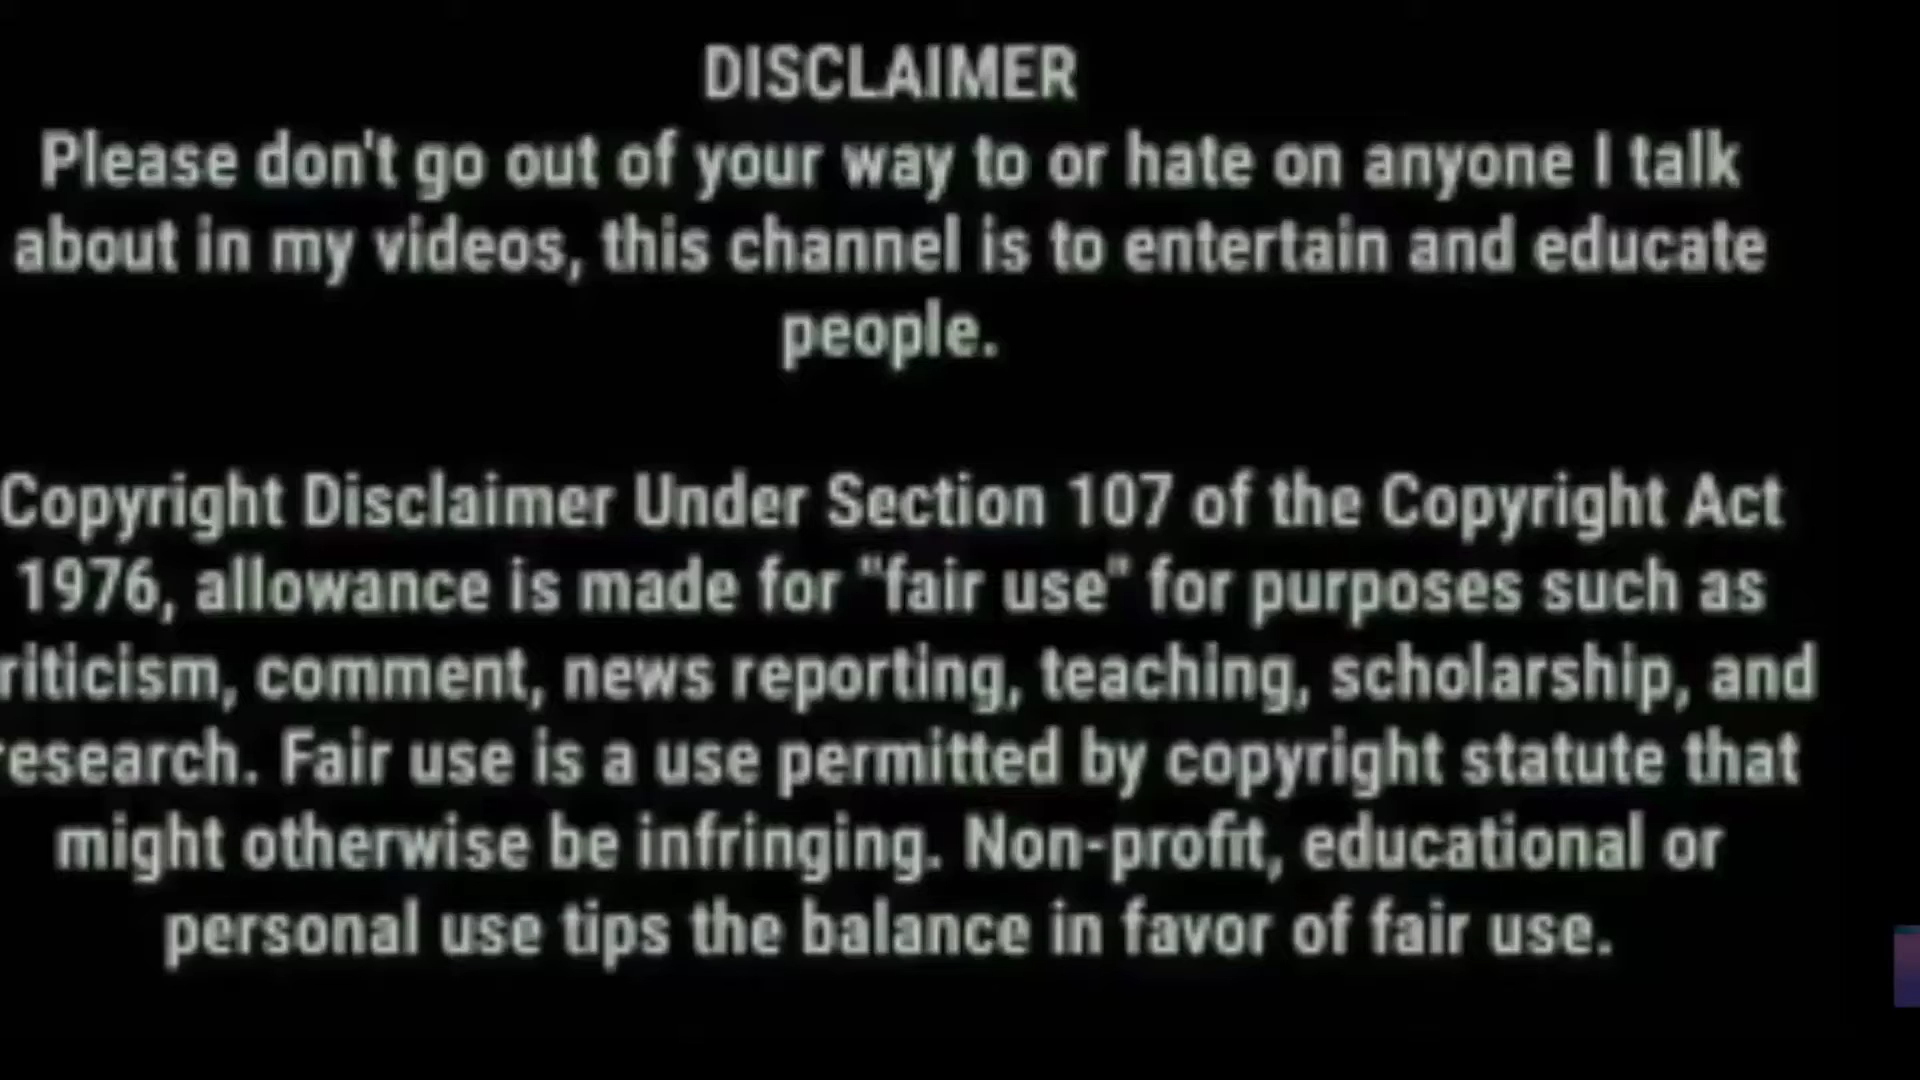 DISCLAIMER
Please don't go out of your way to or hate on anyone I talk
about in my videos, this channel is to entertain and educate
people.
Copyright Disclaimer Under Section 107 of the Copyright Act
1976, allowance is made for "fair use" for purposes such as
riticism, comment, news reporting, teaching, scholarship, and
research. Fair use is a use permitted by copyright statute that
might otherwise be infringing. Non-profit, educational or
personal use tips the balance in favor of fair use.